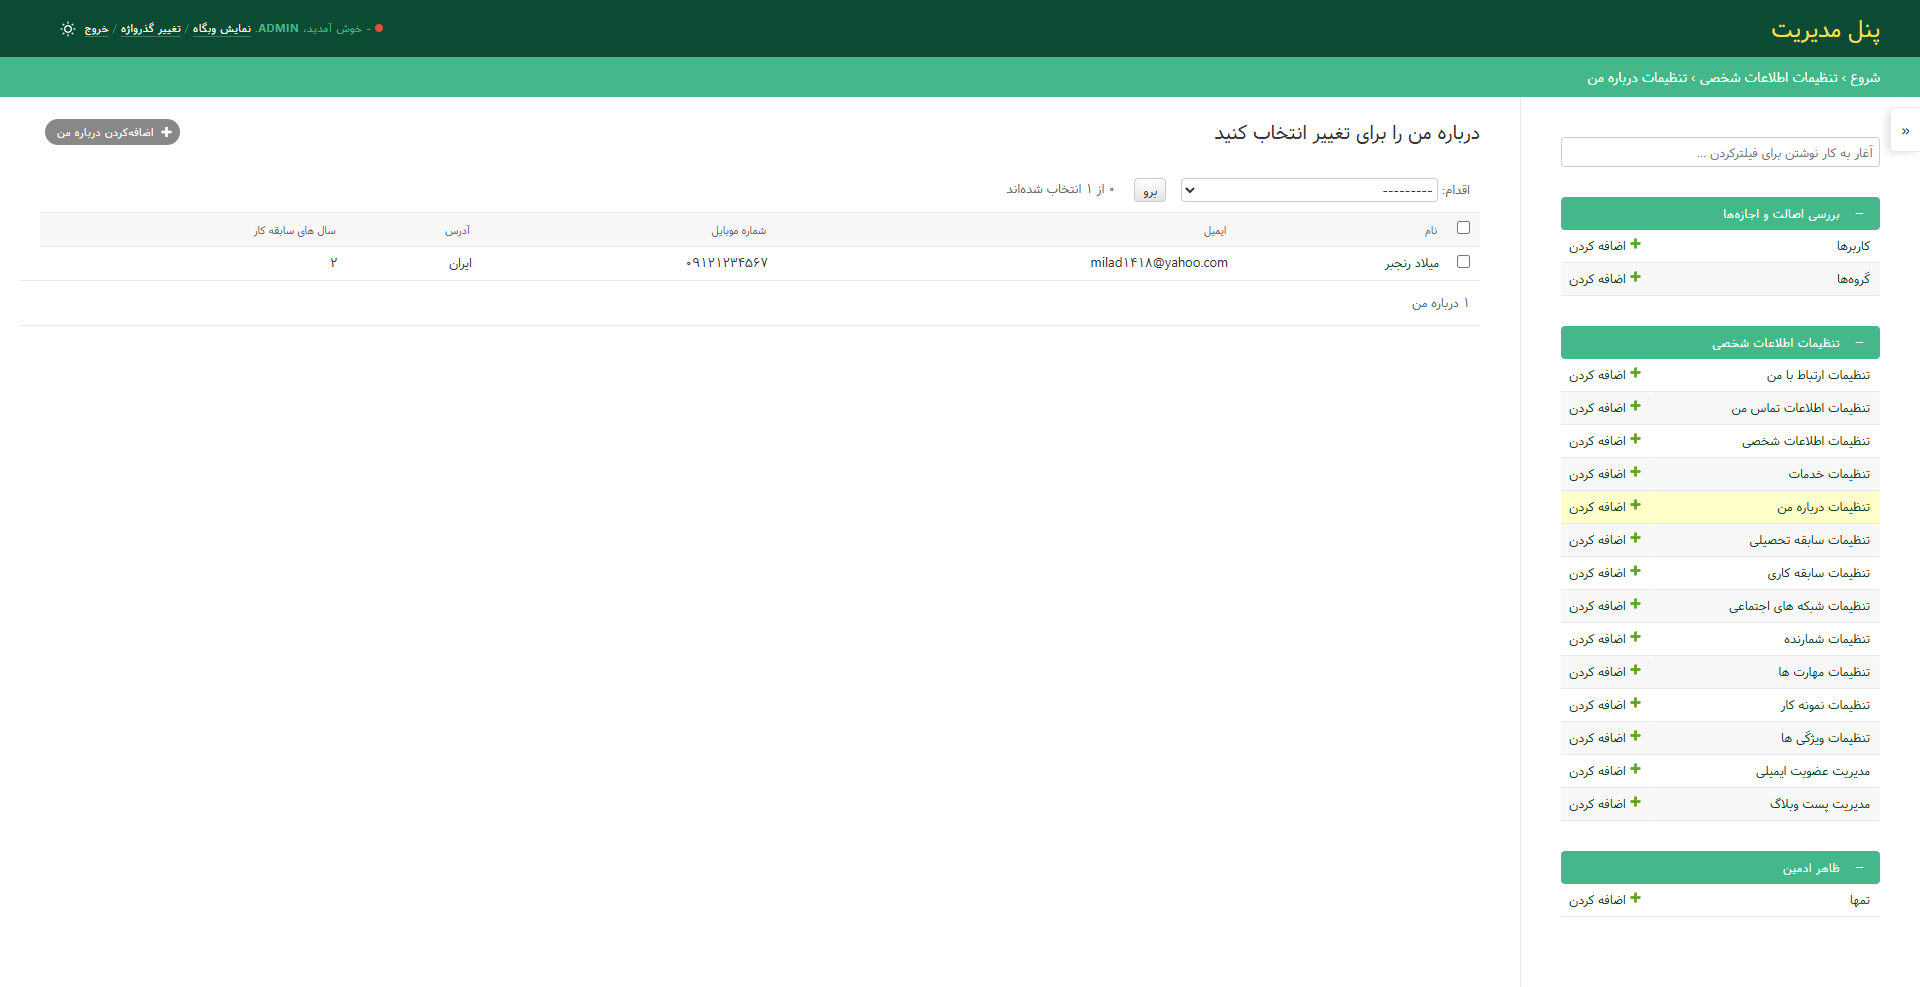 پنل مدیریت
- خوش آمدید، ADMIN. نمایش وبگاه / تغییر گذرواژه / خروج
شروع › تنظیمات اطلاعات شخصی › تنظیمات درباره من
«
آغار به کار نوشتن برای فیلترکردن ...
– بررسی اصالت و اجازه‌ها
کاربرها اضافه کردن
گروه‌ها اضافه کردن
– تنظیمات اطلاعات شخصی
تنظیمات ارتباط با من اضافه کردن
تنظیمات اطلاعات تماس من اضافه کردن
تنظیمات اطلاعات شخصی اضافه کردن
تنظیمات خدمات اضافه کردن
تنظیمات درباره من اضافه کردن
تنظیمات سابقه تحصیلی اضافه کردن
تنظیمات سابقه کاری اضافه کردن
تنظیمات شبکه های اجتماعی اضافه کردن
تنظیمات شمارنده اضافه کردن
تنظیمات مهارت ها اضافه کردن
تنظیمات نمونه کار اضافه کردن
تنظیمات ویژگی ها اضافه کردن
مدیریت عضویت ایمیلی اضافه کردن
مدیریت پست وبلاگ اضافه کردن
– ظاهر ادمین
تمها اضافه کردن
درباره من را برای تغییر انتخاب کنید
اضافه‌کردن درباره من
اقدام: --------- برو ۰ از ۱ انتخاب شده‌اند
نام ایمیل شماره موبایل آدرس سال های سابقه کار
میلاد رنجبر milad۱۴۱۸@yahoo.com ۰۹۱۲۱۲۳۴۵۶۷ ایران ۲
۱ درباره من